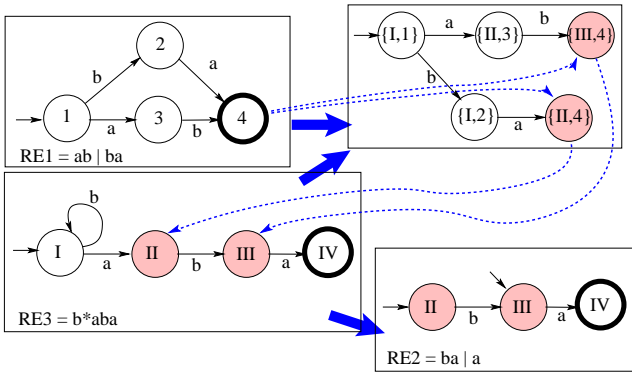 2
b
a
1
a
3
b
4
RE1 = ab | ba
{I,1}
a
{II,3}
b
{III,4}
b
{I,2}
a
{II,4}
b
I
a
II
b
III
a
IV
RE3 = b*aba
II
b
III
a
IV
RE2 = ba | a